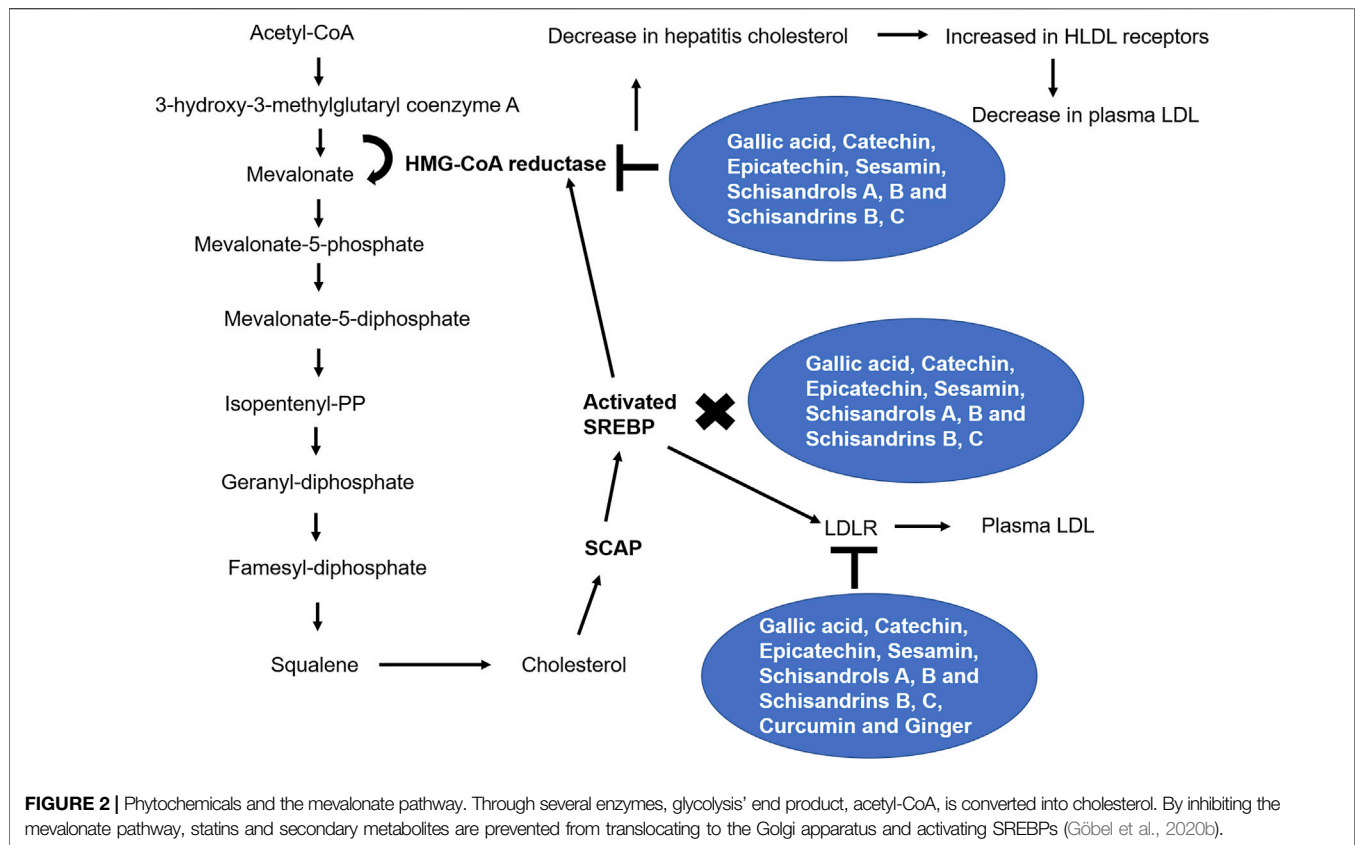 Acetyl-CoA
3-hydroxy-3-methylglutaryl coenzyme A
Mevalonate
HMG-CoA reductase
Mevalonate-5-phosphate
Mevalonate-5-diphosphate
Isopentenyl-PP
Geranyl-diphosphate
Famesyl-diphosphate
Squalene
Cholesterol
SCAP
Activated
SREBP
LDLR
Plasma LDL
Decrease in hepatitis cholesterol
Increased in HLDL receptors
Decrease in plasma LDL
Gallic acid, Catechin,
Epicatechin, Sesamin,
Schisandrols A, B and
Schisandrins B, C
Gallic acid, Catechin,
Epicatechin, Sesamin,
Schisandrols A, B and
Schisandrins B, C
Gallic acid, Catechin,
Epicatechin, Sesamin,
Schisandrols A, B and
Schisandrins B, C,
Curcumin and Ginger
FIGURE 2 | Phytochemicals and the mevalonate pathway. Through several enzymes, glycolysis' end product, acetyl-CoA, is converted into cholesterol. By inhibiting the
mevalonate pathway, statins and secondary metabolites are prevented from translocating to the Golgi apparatus and activating SREBPs (Göbel et al., 2020b).